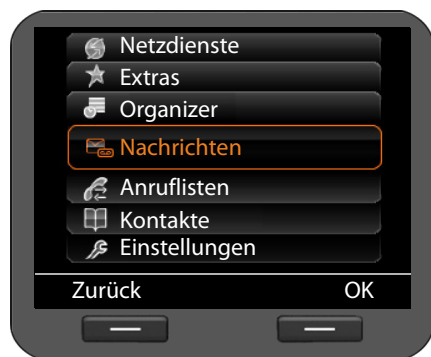 Netzdienste
Extras
Organizer
Nachrichten
Anruflisten
Kontakte
Einstellungen
Zurück OK